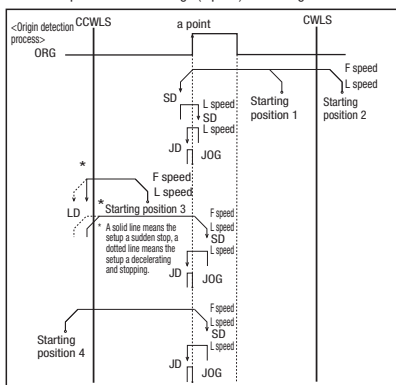 <Origin detection process>
CCWLS
a point
CWLS
ORG
F speed
L speed
SD
L speed
SD
Starting position 1
Starting position 2
L speed
JD
JOG
*
F speed
L speed
LD
*
Starting position 3
* A solid line means the
setup a sudden stop, a
dotted line means the
setup a decelerating
and stopping.
F speed
L speed
SD
L speed
JD
JOG
F speed
L speed
SD
Starting
position 4
L speed
JD
JOG